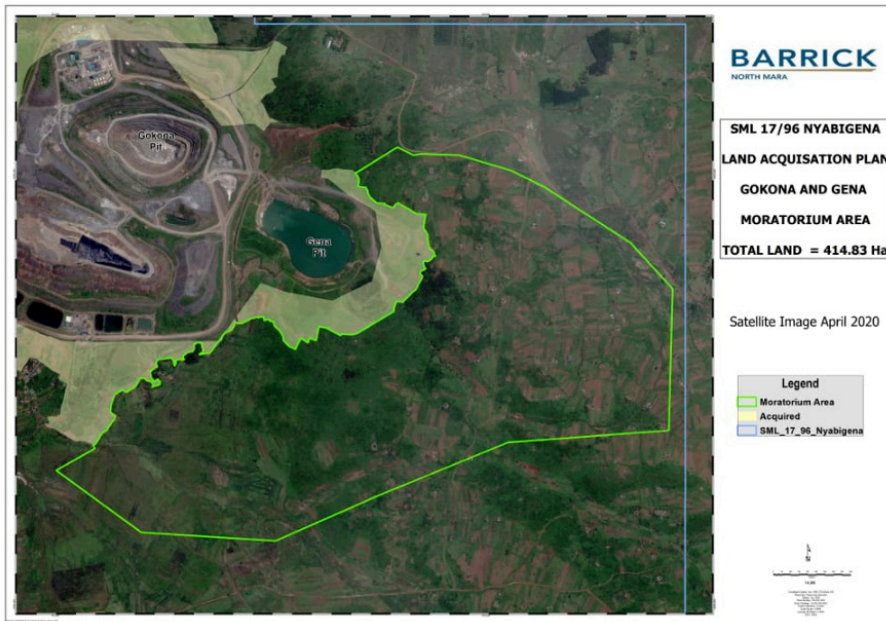 BARRICK
NORTH MARA
SML 17/96 NYABIGENA
LAND ACQUISATION PLAN
GOKONA AND GENA
MORATORIUM AREA
TOTAL LAND = 414.83 Ha
Satellite Image April 2020
Legend
Moratorium Area
Acquired
SML_17_96_Nyabigena
Gokona
Pit
Gena
Pit